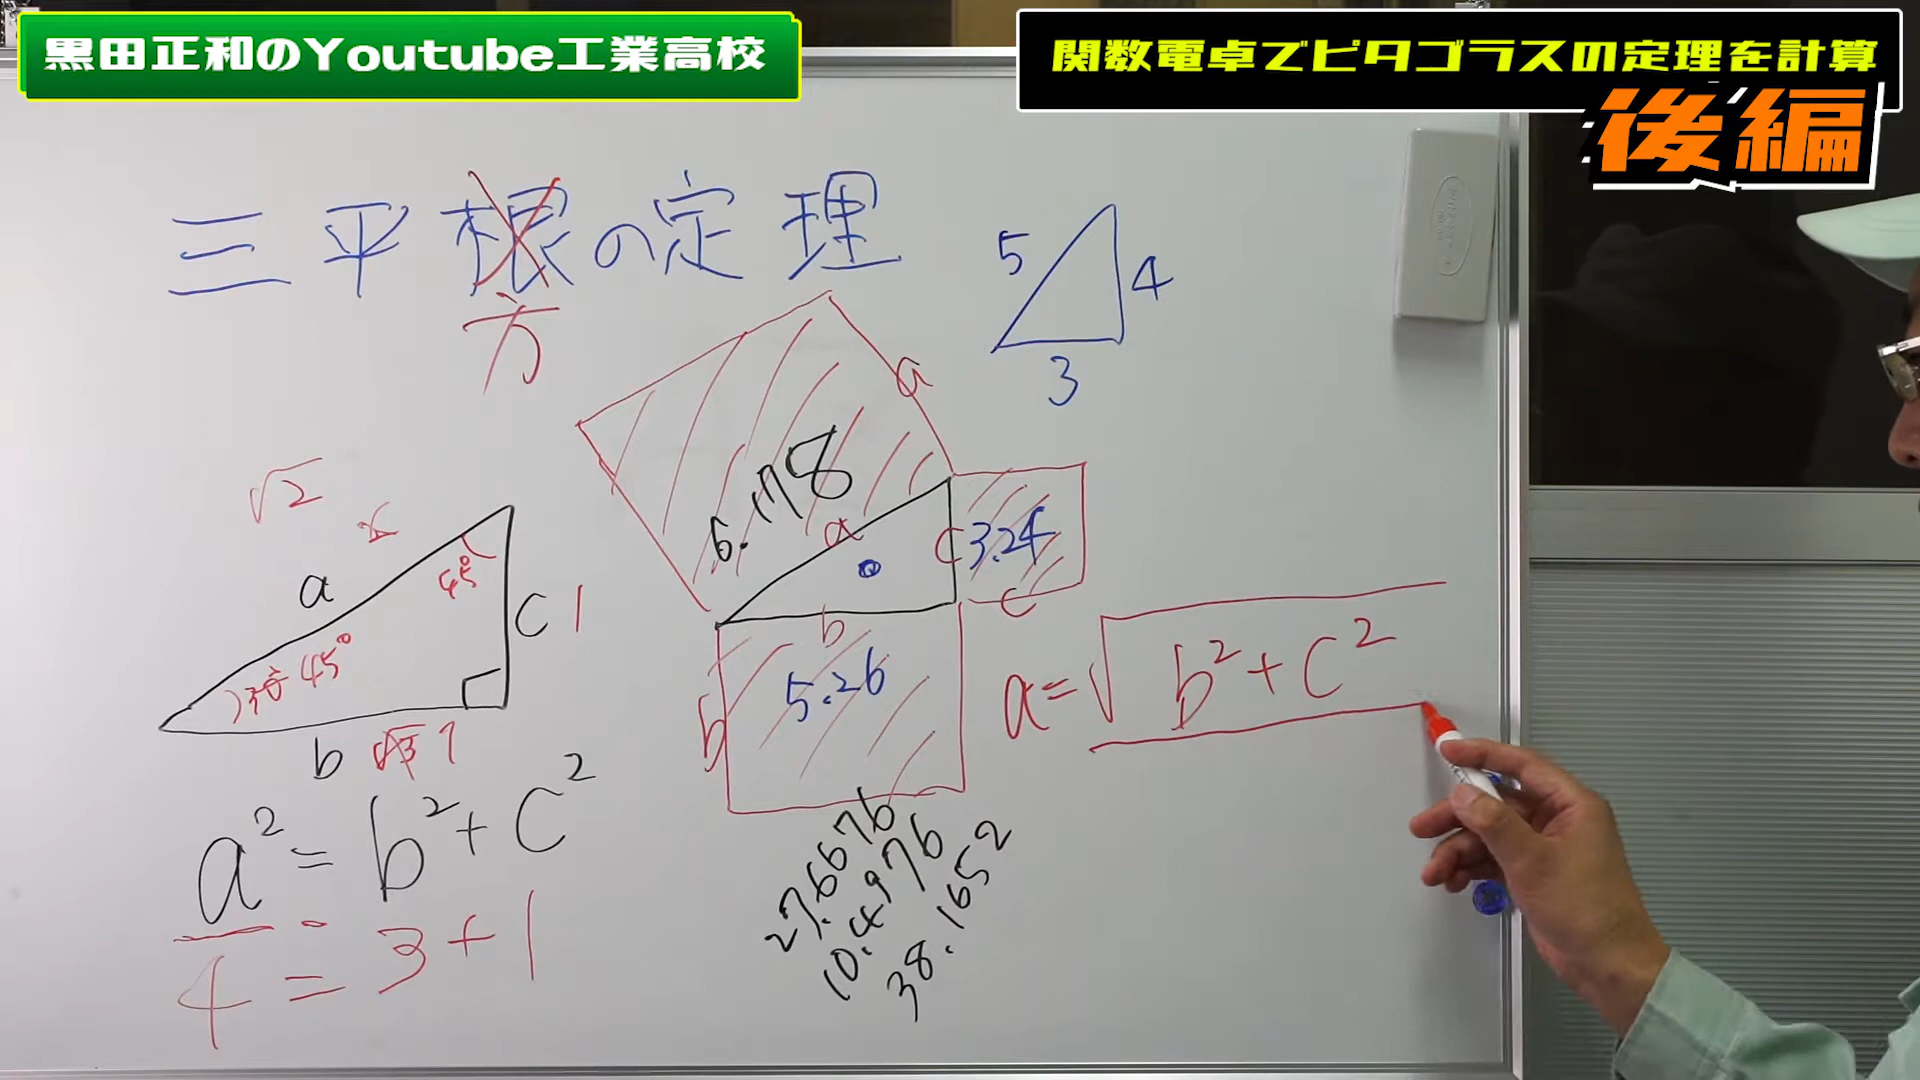 黒田正和のYoutube工業高校
関数電卓でピタゴラスの定理を計算
後編
三平根の定理
方
5
4
3
a
√2
x
6.178
a
45°
a
c
3.24
c
c 1
45°
b
5.26
b
a=√b²+c²
b √3 1
a²=b²+c²
4=3+1
27.6676
10.4976
38.1652